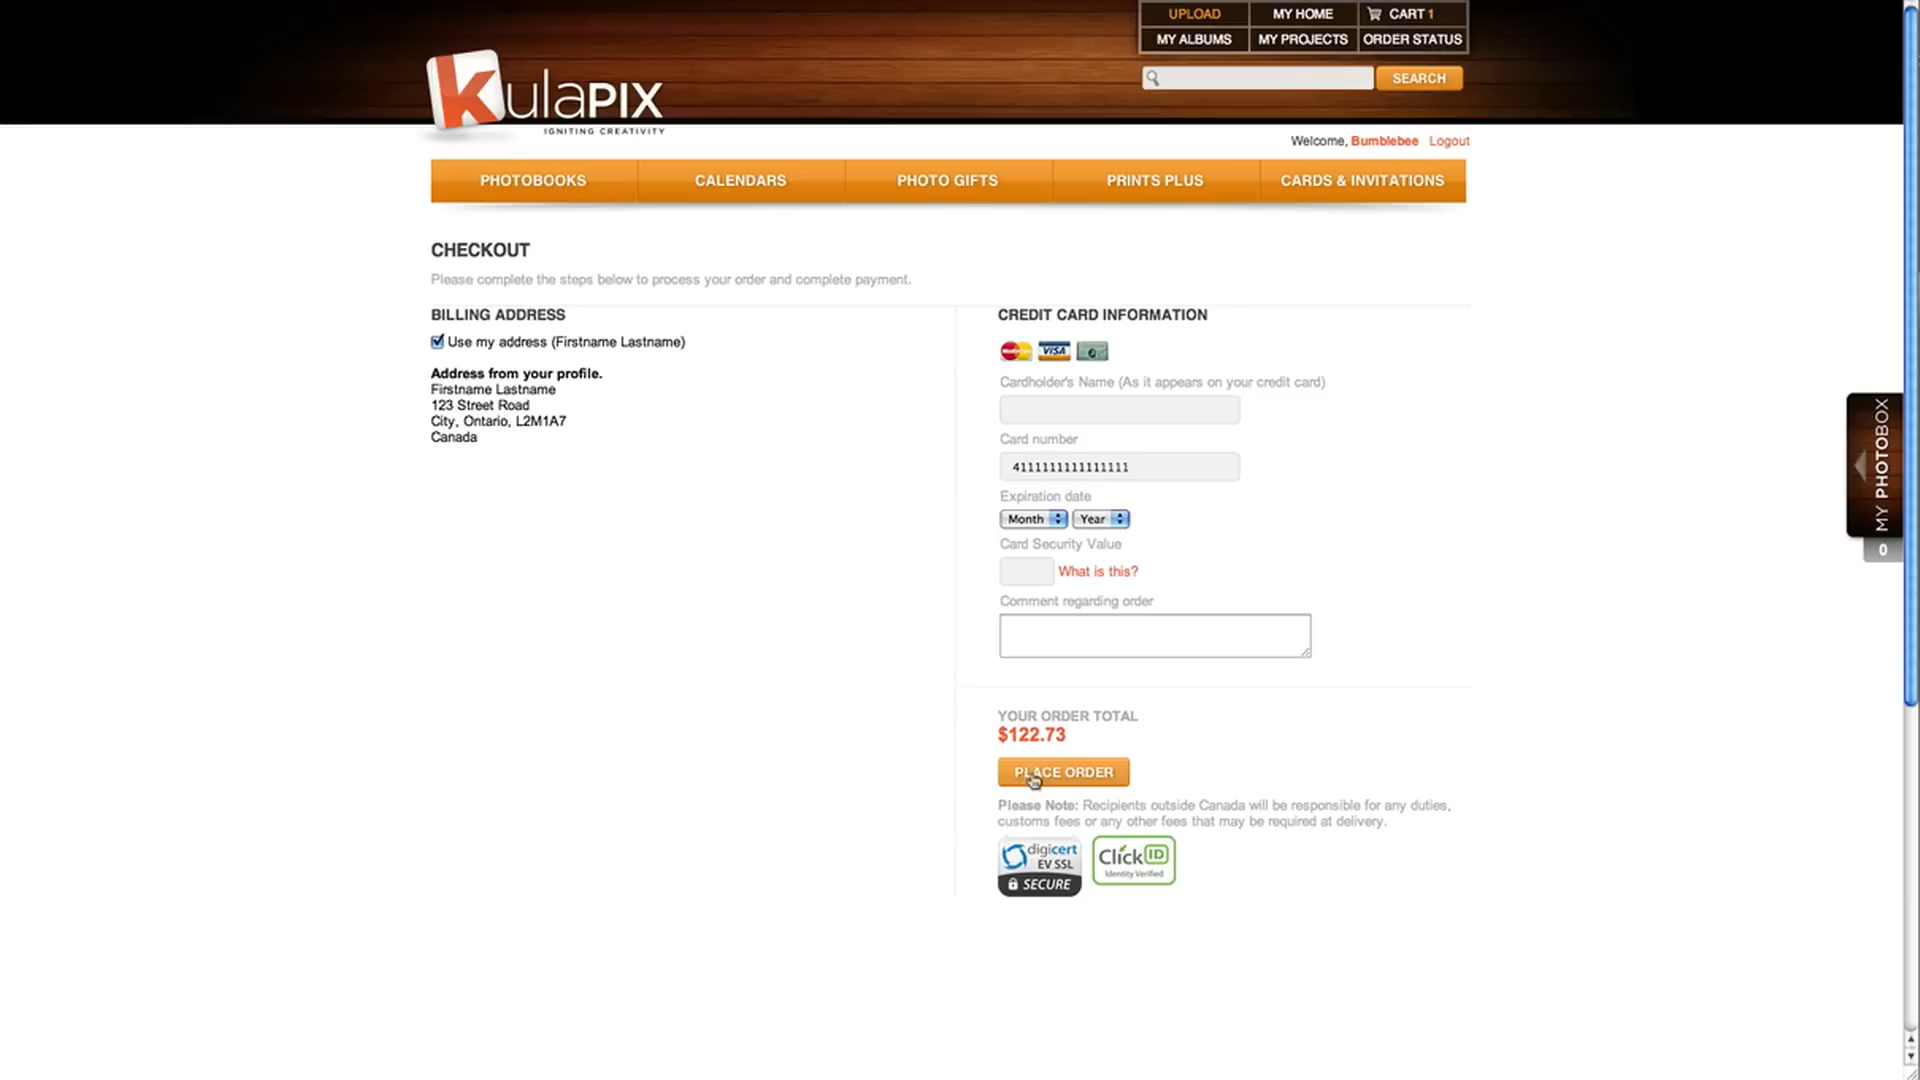 UPLOAD
MY HOME
CART 1
MY ALBUMS
MY PROJECTS
ORDER STATUS
SEARCH
kulaPIX
IGNITING CREATIVITY
Welcome, Bumblebee Logout
PHOTOBOOKS
CALENDARS
PHOTO GIFTS
PRINTS PLUS
CARDS & INVITATIONS
CHECKOUT
Please complete the steps below to process your order and complete payment.
BILLING ADDRESS
Use my address (Firstname Lastname)
Address from your profile.
Firstname Lastname
123 Street Road
City, Ontario, L2M1A7
Canada
CREDIT CARD INFORMATION
MasterCard
VISA
Cardholder's Name (As it appears on your credit card)
Card number
4111111111111111
Expiration date
Month
Year
Card Security Value
What is this?
Comment regarding order
YOUR ORDER TOTAL
$122.73
PLACE ORDER
Please Note: Recipients outside Canada will be responsible for any duties,
customs fees or any other fees that may be required at delivery.
digicert
EV SSL
SECURE
Click ID
Identity Verified
MY PHOTOBOX
0